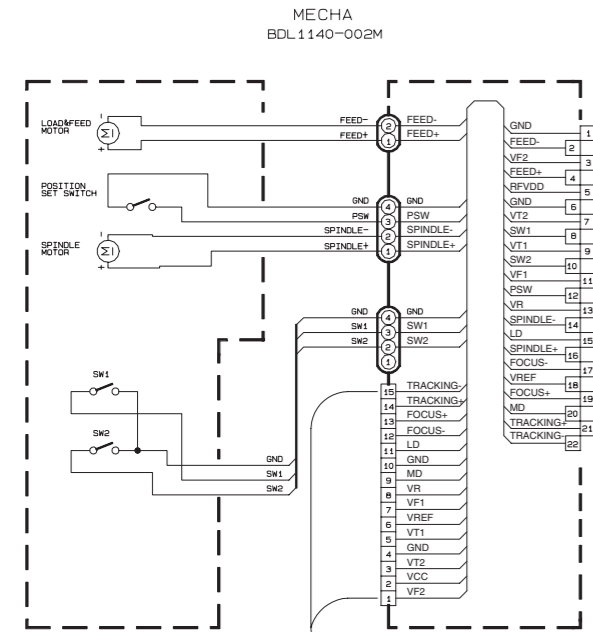 MECHA
BDL1140-002M
LOAD&FEED
MOTOR
-
M
+
FEED-
FEED+
2
1
FEED-
FEED+
POSITION
SET SWITCH
GND
PSW
SPINDLE-
SPINDLE+
4
3
2
1
GND
PSW
SPINDLE-
SPINDLE+
SPINDLE
MOTOR
-
M
+
GND
SW1
SW2
4
3
2
1
GND
SW1
SW2
SW1
SW2
GND
SW1
SW2
15 TRACKING-
14 TRACKING+
13 FOCUS+
12 FOCUS-
11 LD
10 GND
9 MD
8 VR
7 VF1
6 VREF
5 VT1
4 GND
3 VT2
2 VCC
1 VF2
GND 1
FEED- 2
VF2 3
FEED+ 4
RFVDD 5
GND 6
VT2 7
SW1 8
VT1 9
SW2 10
VF1 11
PSW 12
VR 13
SPINDLE- 14
LD 15
SPINDLE+ 16
FOCUS- 17
VREF 18
FOCUS+ 19
MD 20
TRACKING+ 21
TRACKING- 22